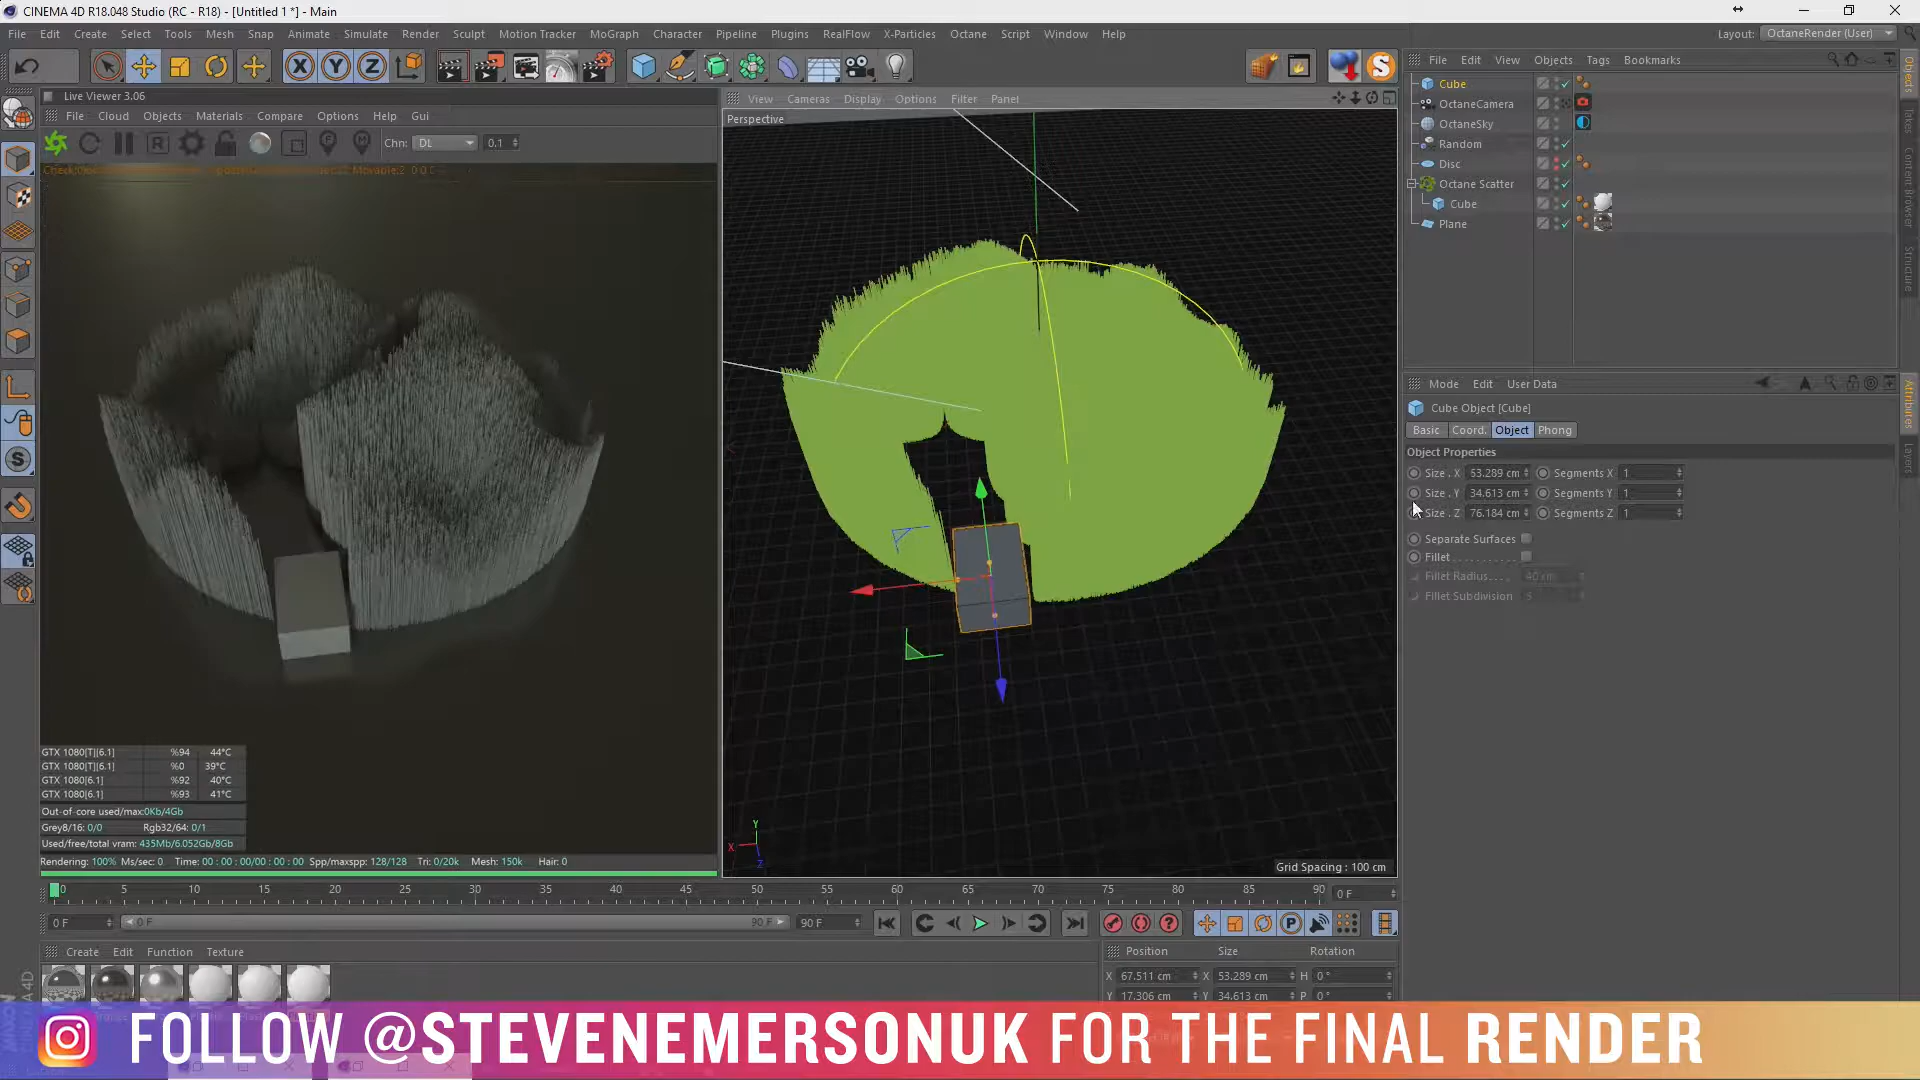 CINEMA 4D R18.048 Studio (RC - R18) - [Untitled 1 *] - Main
File Edit Create Select Tools Mesh Snap Animate Simulate Render Sculpt Motion Tracker MoGraph Character Pipeline Plugins RealFlow X-Particles Octane Script Window Help
Layout: OctaneRender (User)
Live Viewer 3.06
File Cloud Objects Materials Compare Options Help Gui
Chn: DL 0.1
GTX 1080[T][6.1] %94 44°C
GTX 1080[T][6.1] %0 39°C
GTX 1080[6.1] %92 40°C
GTX 1080[6.1] %93 41°C
Out-of-core used/max:0Kb/4Gb
Grey8/16: 0/0 Rgb32/64: 0/1
Used/free/total vram: 435Mb/6.052Gb/8Gb
Rendering: 100% Ms/sec: 0 Time: 00 : 00 : 00/00 : 00 : 00 Spp/maxspp: 128/128 Tri: 0/20k Mesh: 150k Hair: 0
View Cameras Display Options Filter Panel
Perspective
Y
X
Z
Grid Spacing : 100 cm
File Edit View Objects Tags Bookmarks
Cube
OctaneCamera
OctaneSky
Random
Disc
Octane Scatter
Cube
Plane
Objects
Takes
Content Browser
Structure
Mode Edit User Data
Cube Object [Cube]
Basic Coord. Object Phong
Object Properties
Size . X 53.289 cm Segments X 1
Size . Y 34.613 cm Segments Y 1
Size . Z 76.184 cm Segments Z 1
Separate Surfaces
Fillet
Fillet Radius. . . . 40 cm
Fillet Subdivision 5
Attributes
Layers
0 5 10 15 20 25 30 35 40 45 50 55 60 65 70 75 80 85 90 0 F
0 F 0 F 90 F 90 F
Create Edit Function Texture
Position Size Rotation
X 67.511 cm X 53.289 cm H 0 °
Y 17.306 cm Y 34.613 cm P 0 °
FOLLOW @STEVENEMERSONUK FOR THE FINAL RENDER